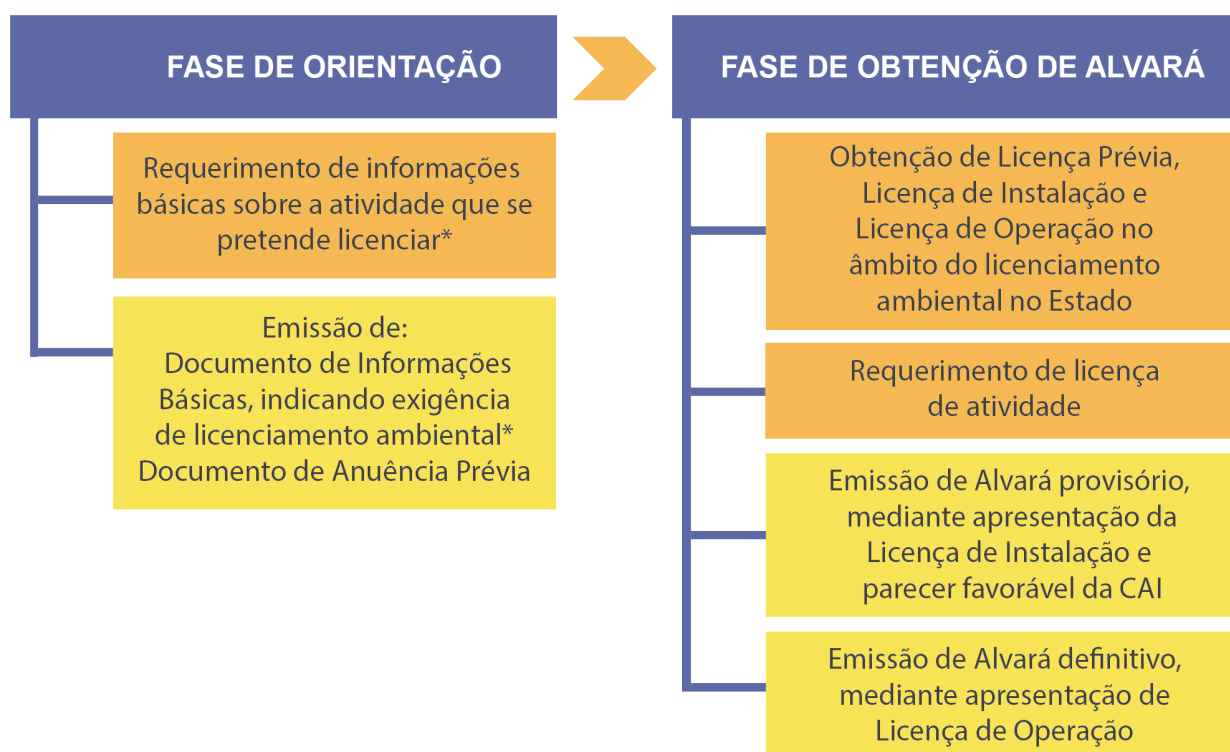 FASE DE ORIENTAÇÃO
Requerimento de informações
básicas sobre a atividade que se
pretende licenciar*
Emissão de:
Documento de Informações
Básicas, indicando exigência
de licenciamento ambiental*
Documento de Anuência Prévia
FASE DE OBTENÇÃO DE ALVARÁ
Obtenção de Licença Prévia,
Licença de Instalação e
Licença de Operação no
âmbito do licenciamento
ambiental no Estado
Requerimento de licença
de atividade
Emissão de Alvará provisório,
mediante apresentação da
Licença de Instalação e
parecer favorável da CAI
Emissão de Alvará definitivo,
mediante apresentação de
Licença de Operação